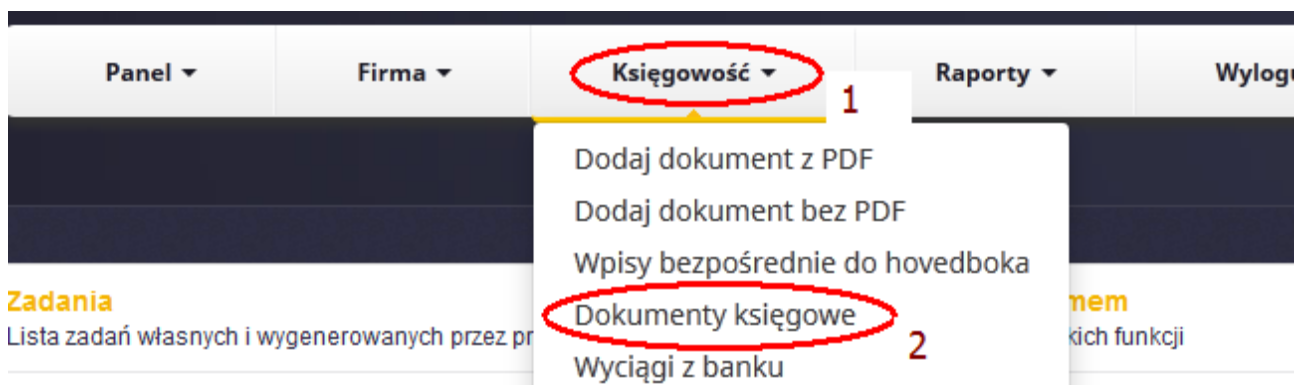 Panel Firma Księgowość Raporty Wylogu
1
Dodaj dokument z PDF
Dodaj dokument bez PDF
Wpisy bezpośrednie do hovedboka
Zadania Dokumenty księgowe mem
Lista zadań własnych i wygenerowanych przez pr 2 kich funkcji
Wyciągi z banku